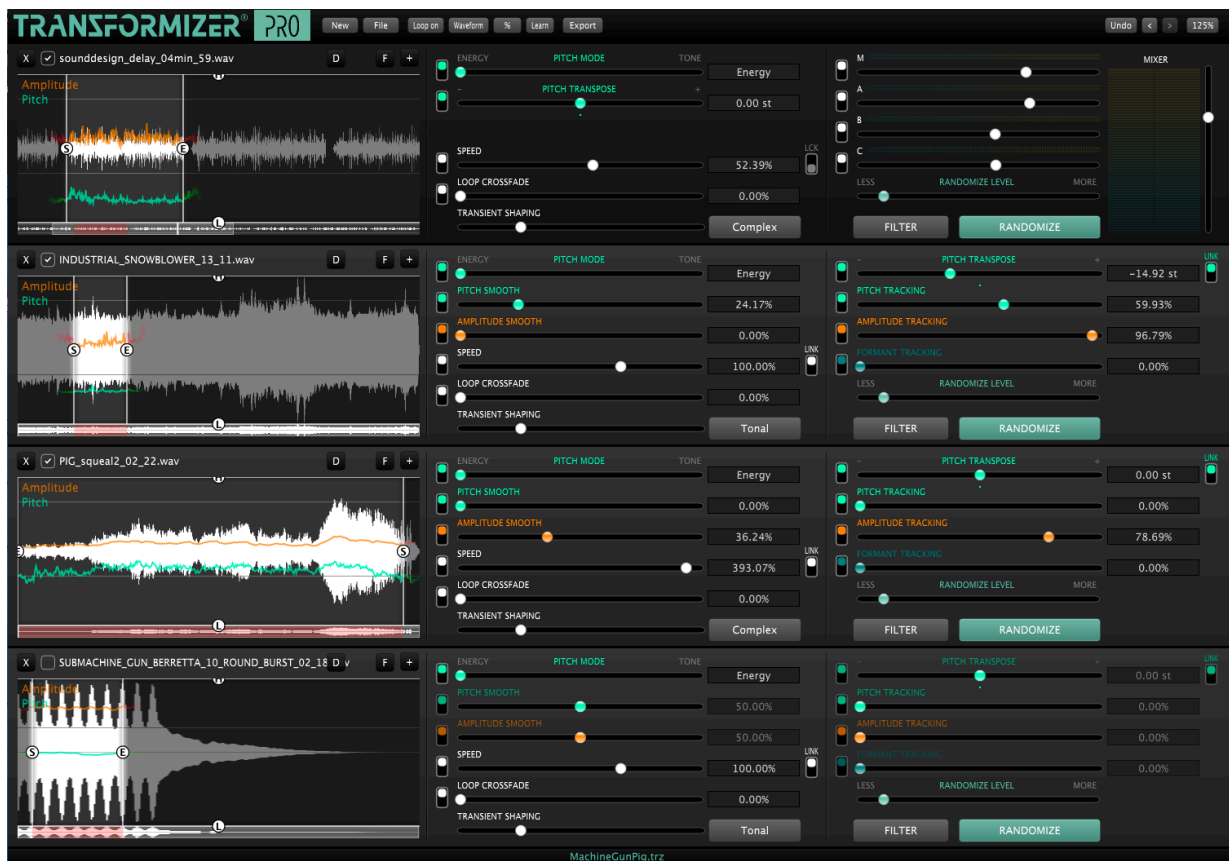 TRANSFORMIZER® PRO New File Loop on Waveform % Learn Export Undo < > 125%
X sounddesign_delay_04min_59.wav D F +
Amplitude
Pitch
S E
L
ENERGY PITCH MODE TONE
Energy
- PITCH TRANSPOSE +
0.00 st
SPEED
52.39% LCK
LOOP CROSSFADE
0.00%
TRANSIENT SHAPING
Complex
M
A
B
C
LESS RANDOMIZE LEVEL MORE
FILTER RANDOMIZE
MIXER
X INDUSTRIAL_SNOWBLOWER_13_11.wav D F +
Amplitude
Pitch
S E
L
ENERGY PITCH MODE TONE
Energy
PITCH SMOOTH
24.17%
AMPLITUDE SMOOTH
0.00%
SPEED
100.00% LINK
LOOP CROSSFADE
0.00%
TRANSIENT SHAPING
Tonal
- PITCH TRANSPOSE + LINK
-14.92 st
PITCH TRACKING
59.93%
AMPLITUDE TRACKING
96.79%
FORMANT TRACKING
0.00%
LESS RANDOMIZE LEVEL MORE
FILTER RANDOMIZE
X PIG_squeal2_02_22.wav D F +
Amplitude
Pitch
S
L
ENERGY PITCH MODE TONE
Energy
PITCH SMOOTH
0.00%
AMPLITUDE SMOOTH
36.24%
SPEED
393.07% LINK
LOOP CROSSFADE
0.00%
TRANSIENT SHAPING
Complex
- PITCH TRANSPOSE + LINK
0.00 st
PITCH TRACKING
0.00%
AMPLITUDE TRACKING
78.69%
FORMANT TRACKING
0.00%
LESS RANDOMIZE LEVEL MORE
FILTER RANDOMIZE
X SUBMACHINE_GUN_BERRETTA_10_ROUND_BURST_02_18 D F +
Amplitude
Pitch
S E
L
ENERGY PITCH MODE TONE
Energy
PITCH SMOOTH
50.00%
AMPLITUDE SMOOTH
50.00%
SPEED
100.00% LINK
LOOP CROSSFADE
0.00%
TRANSIENT SHAPING
Tonal
- PITCH TRANSPOSE + LINK
0.00 st
PITCH TRACKING
0.00%
AMPLITUDE TRACKING
0.00%
FORMANT TRACKING
0.00%
LESS RANDOMIZE LEVEL MORE
FILTER RANDOMIZE
MachineGunPig.trz